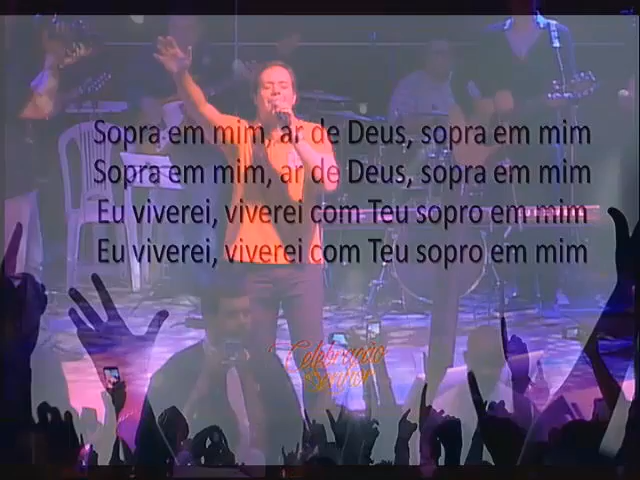 Sopra em mim, ar de Deus, sopra em mim
Sopra em mim, ar de Deus, sopra em mim
Eu viverei, viverei com Teu sopro em mim
Eu viverei, viverei com Teu sopro em mim
Celebração